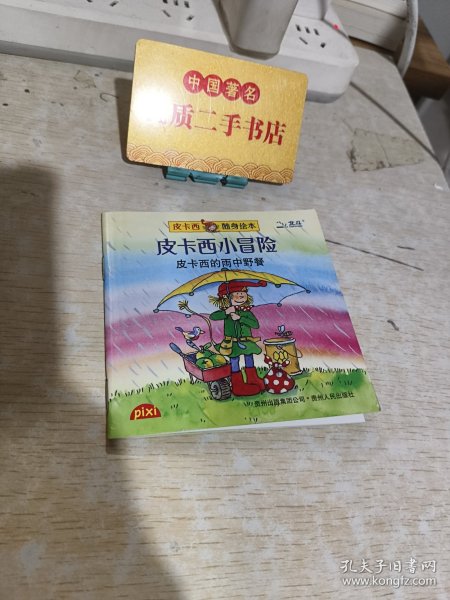 中国著名
质二手书店
皮卡西 随身绘本
皮卡西小冒险
皮卡西的雨中野餐
pixi
贵州出版集团公司·贵州人民出版社
孔夫子旧书网
www.kongfz.com